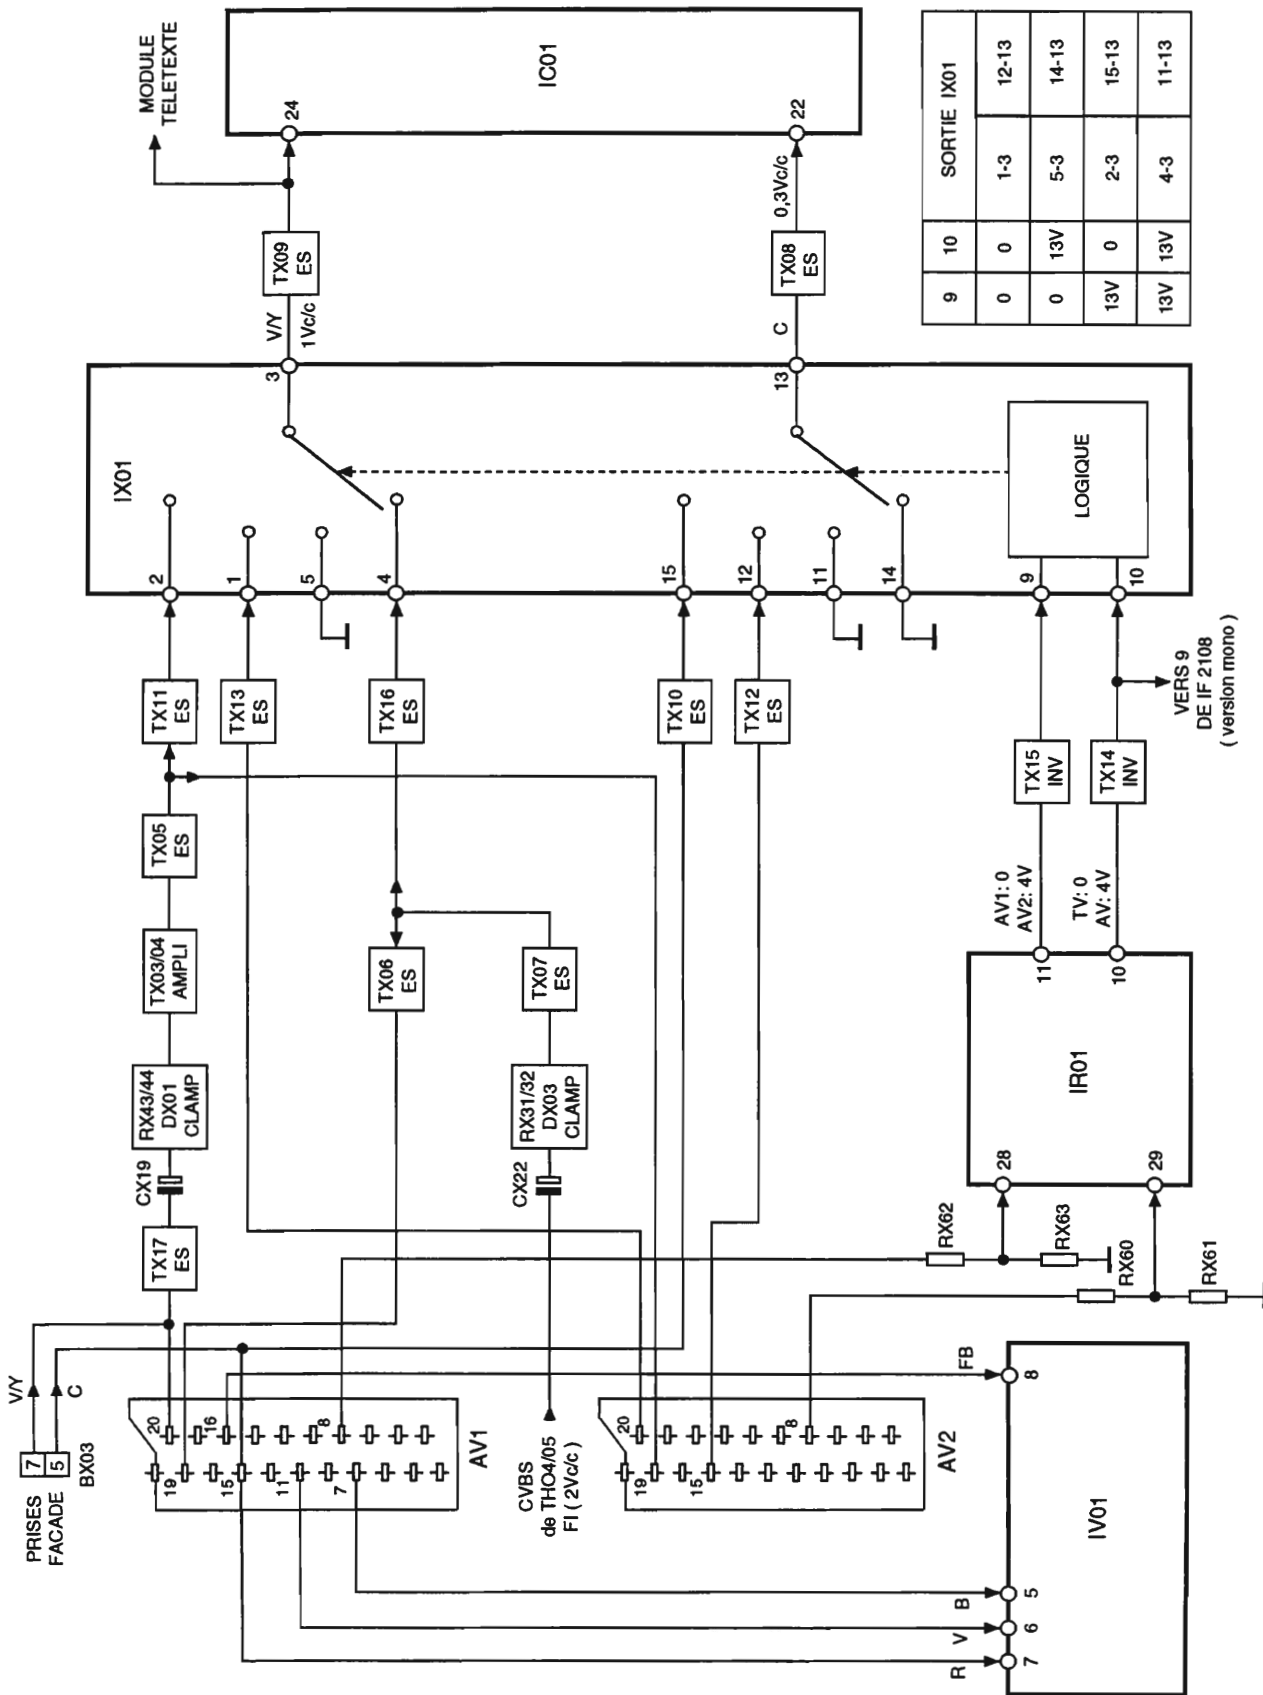 PRISES
FACADE
7
5
BX03
V/Y
C
TX17
ES
CX19
RX43/44
DX01
CLAMP
TX03/04
AMPLI
TX05
ES
TX11
ES
TX13
ES
TX16
ES
TX10
ES
TX12
ES
TX06
ES
TX07
ES
RX31/32
DX03
CLAMP
CX22
CVBS
de THO4/05
FI ( 2Vc/c )
AV1
20
16
8
19
15
11
7
AV2
20
8
19
15
IX01
2
1
5
4
15
12
11
14
9
10
3
13
LOGIQUE
V/Y
1Vc/c
TX09
ES
MODULE
TELETEXTE
C
TX08
ES
0,3Vc/c
IC01
24
22
TX15
INV
TX14
INV
VERS 9
DE IF 2108
( version mono )
AV1: 0
AV2: 4V
TV: 0
AV: 4V
IR01
11
10
28
29
RX62
RX63
RX60
RX61
IV01
FB
8
B
5
V
6
R
7
9 10 SORTIE IX01
0 0 1-3 12-13
0 13V 5-3 14-13
13V 0 2-3 15-13
13V 13V 4-3 11-13